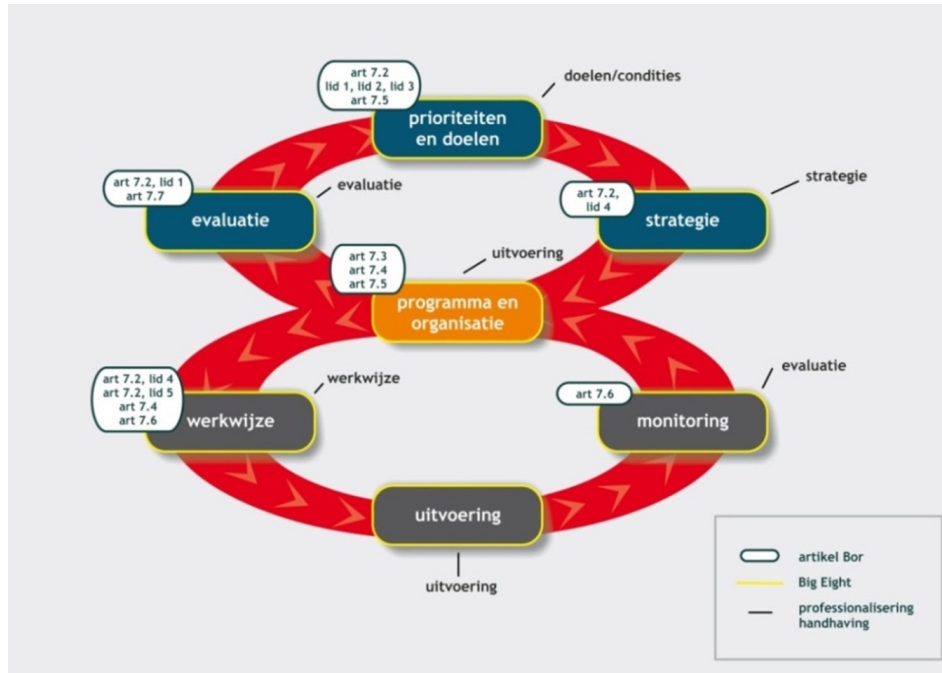 art 7.2
lid 1, lid 2, lid 3
art 7.5
doelen/condities
prioriteiten
en doelen
art 7.2, lid 1
art 7.7
evaluatie
evaluatie
art 7.2,
lid 4
strategie
strategie
art 7.3
art 7.4
art 7.5
uitvoering
programma en
organisatie
art 7.2, lid 4
art 7.2, lid 5
art 7.4
art 7.6
werkwijze
werkwijze
art 7.6
evaluatie
monitoring
uitvoering
uitvoering
artikel Bor
Big Eight
professionalisering
handhaving